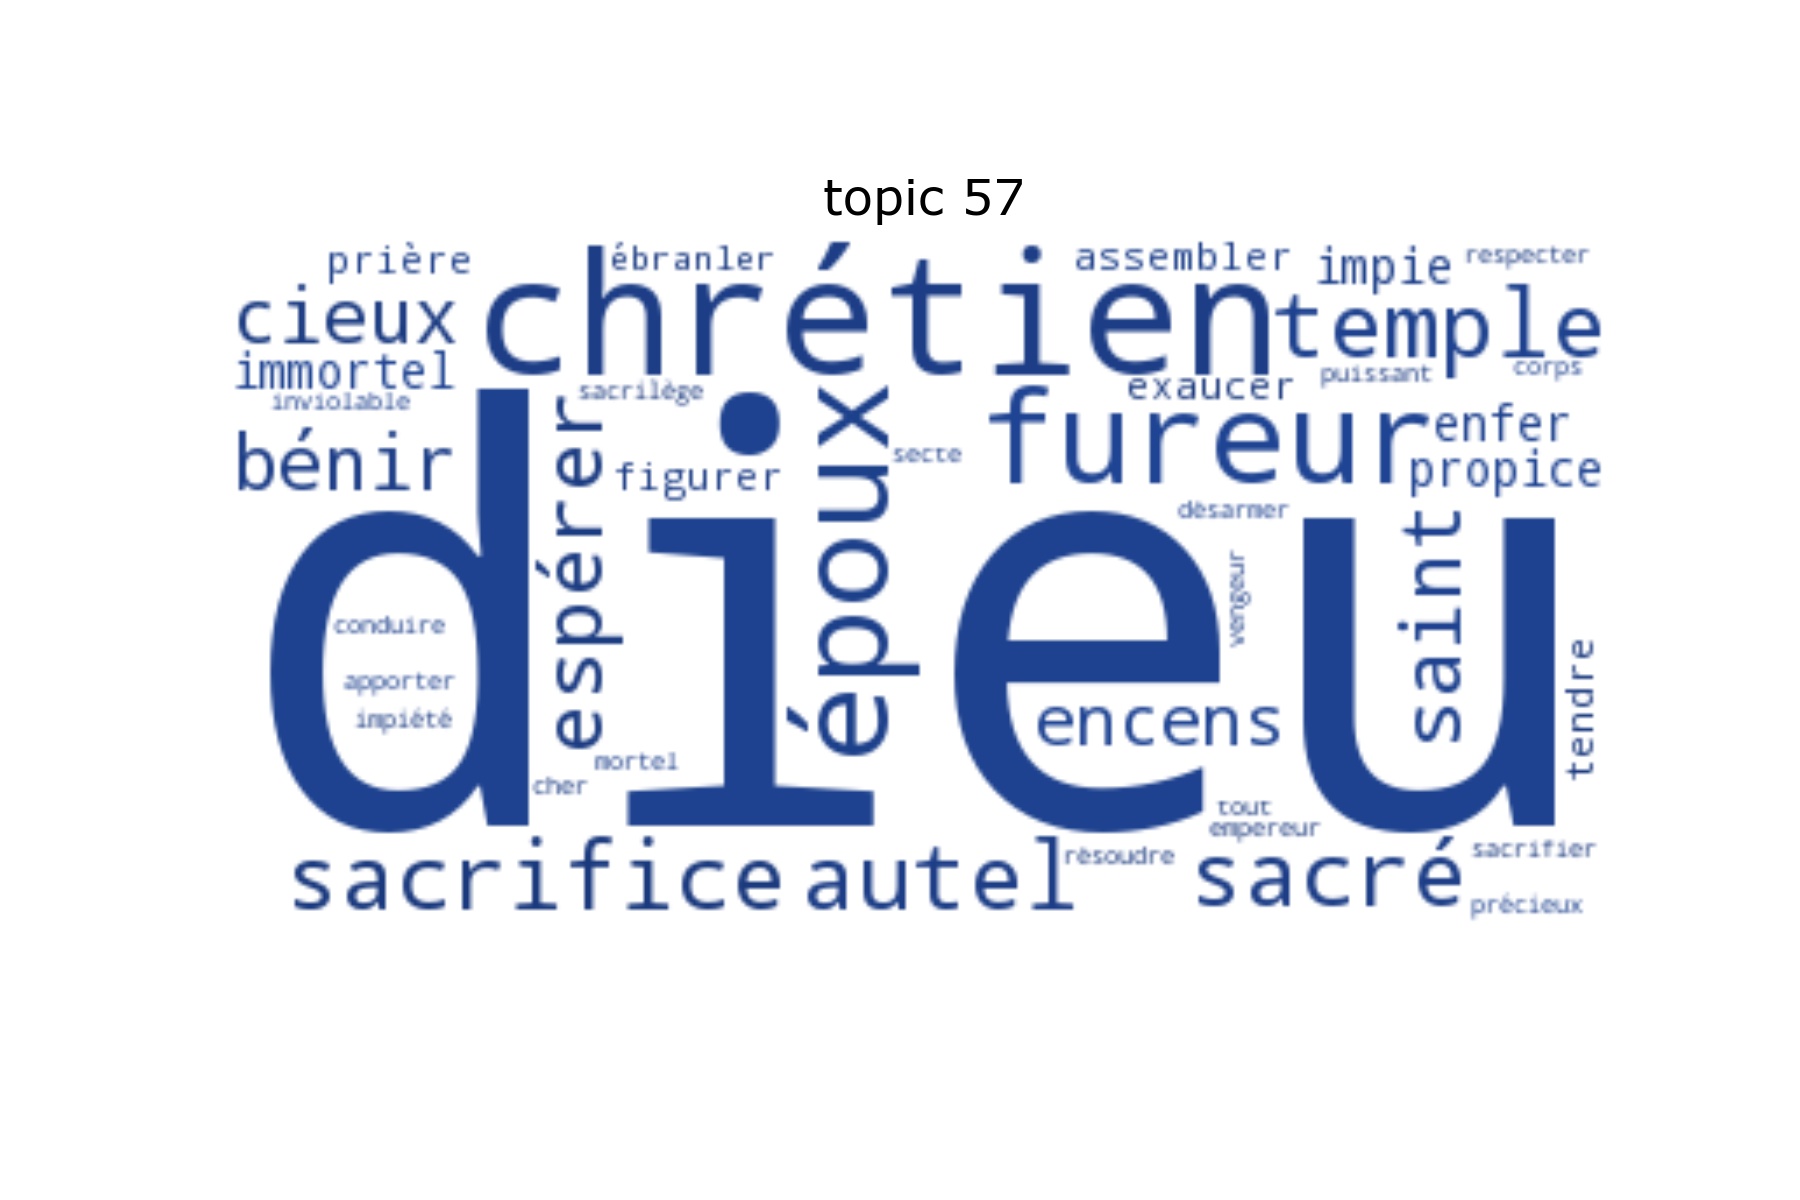 topic 57
prière
ébranler
assembler
impie
respecter
cieux
chrétien
temple
immortel
sacrilège
exaucer
puissant
corps
inviolable
bénir
espérer
figurer
époux
secte
fureur
enfer
propice
dieu
désarmer
vengeur
saint
conduire
apporter
impiété
encens
tendre
mortel
cher
tout
empereur
sacrifice
autel
résoudre
sacré
sacrifier
précieux